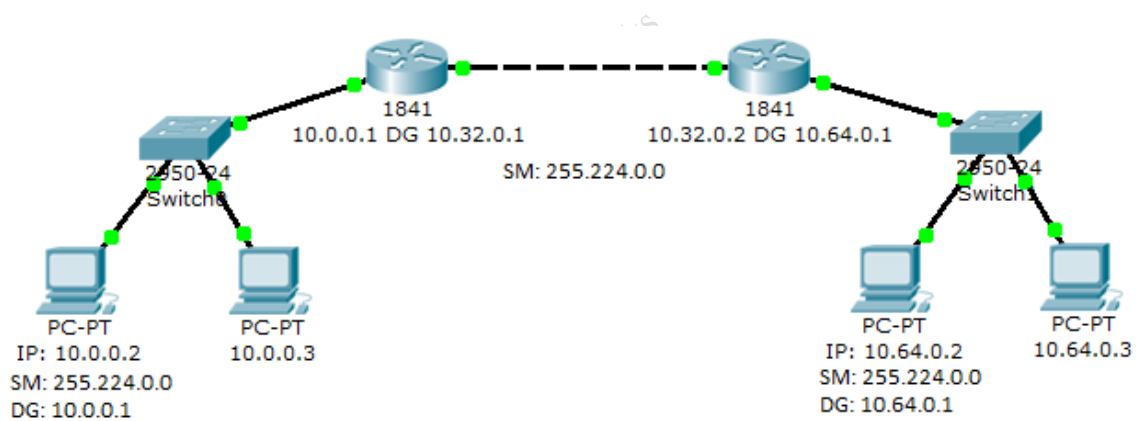 1841
10.0.0.1 DG 10.32.0.1
1841
10.32.0.2 DG 10.64.0.1
SM: 255.224.0.0
2950-24
Switch0
2950-24
Switch1
PC-PT
IP: 10.0.0.2
SM: 255.224.0.0
DG: 10.0.0.1
PC-PT
10.0.0.3
PC-PT
IP: 10.64.0.2
SM: 255.224.0.0
DG: 10.64.0.1
PC-PT
10.64.0.3